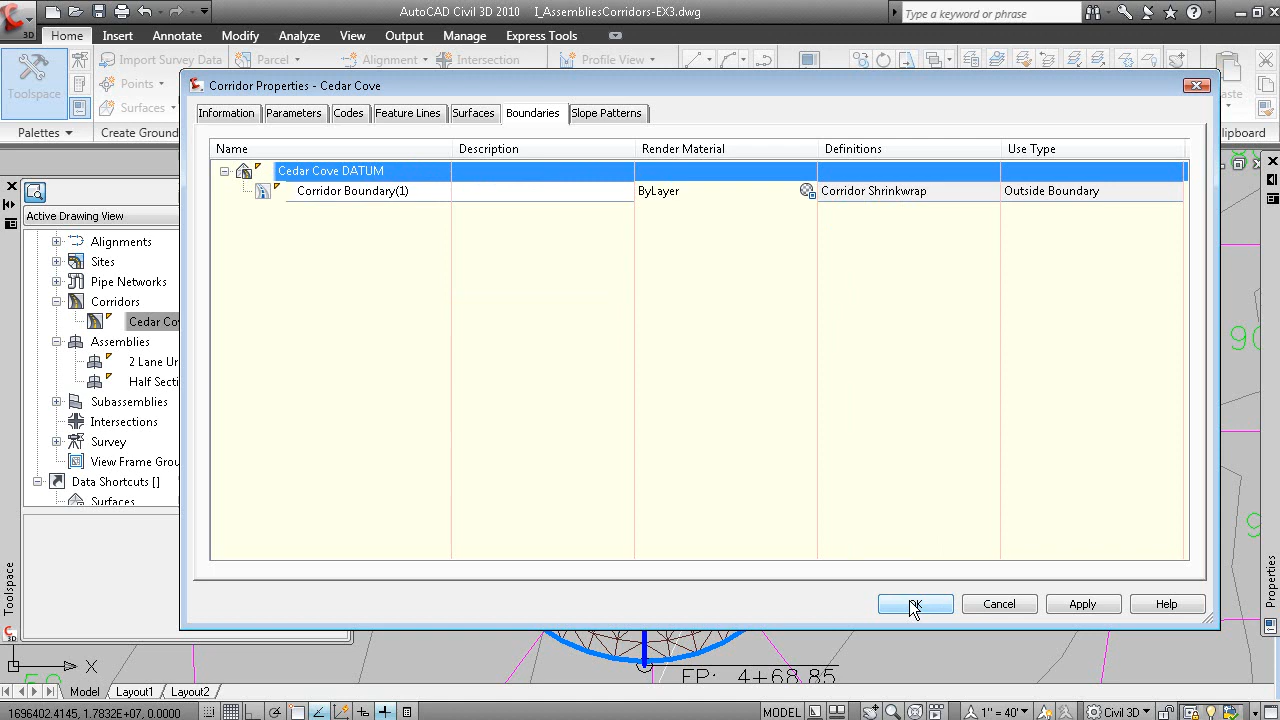 AutoCAD Civil 3D 2010 I_AssembliesCorridors-EX3.dwg
Type a keyword or phrase
3D
Home Insert Annotate Modify Analyze View Output Manage Express Tools
Toolspace
Import Survey Data Parcel Alignment Intersection Profile View
Points
Surfaces
Palettes Create Ground
aste
lipboard
Corridor Properties - Cedar Cove
Information Parameters Codes Feature Lines Surfaces Boundaries Slope Patterns
Name Description Render Material Definitions Use Type
Cedar Cove DATUM
Corridor Boundary(1) ByLayer Corridor Shrinkwrap Outside Boundary
Active Drawing View
Alignments
Sites
Pipe Networks
Corridors
Cedar Co
Assemblies
2 Lane Ur
Half Secti
Subassemblies
Intersections
Survey
View Frame Grou
Data Shortcuts []
Surfaces
90
OK Cancel Apply Help
Toolspace
Properties
EP: 4+68.85
X
Model Layout1 Layout2
1696402.4145, 1.7832E+07, 0.0000
MODEL 1" = 40' Civil 3D